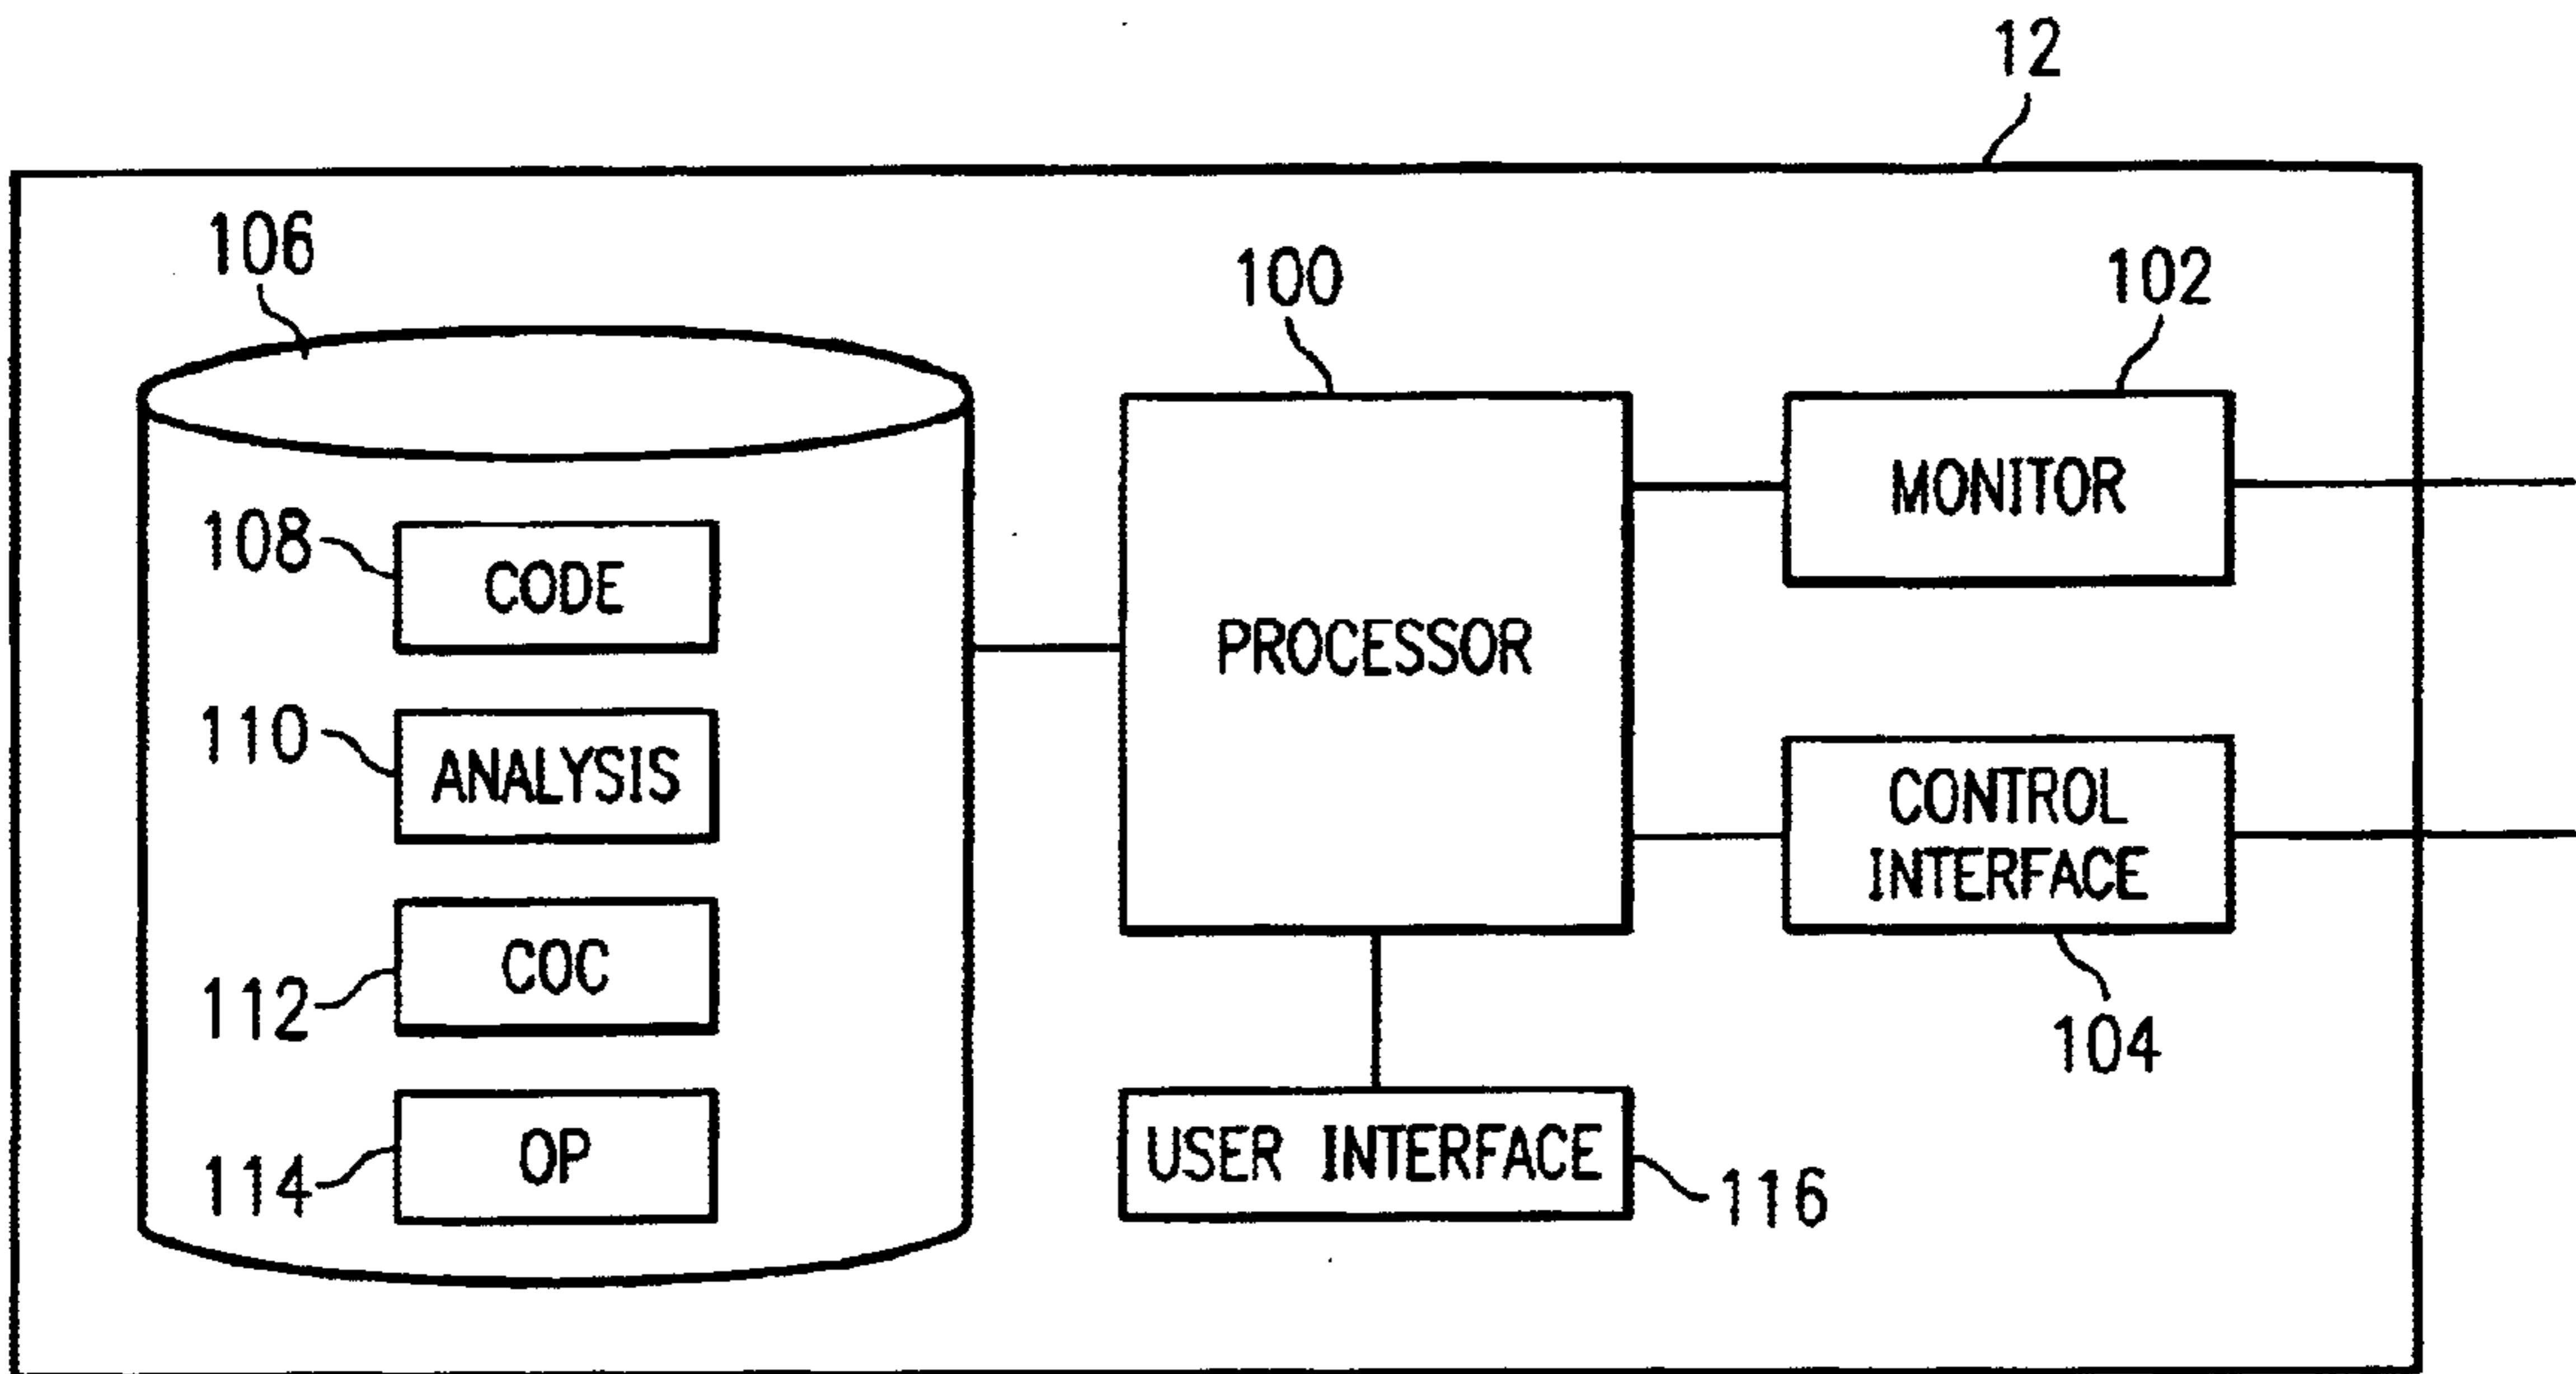 12
106
100
102
108
CODE
MONITOR
PROCESSOR
110
ANALYSIS
CONTROL
INTERFACE
112
COC
104
114
OP
USER INTERFACE
116